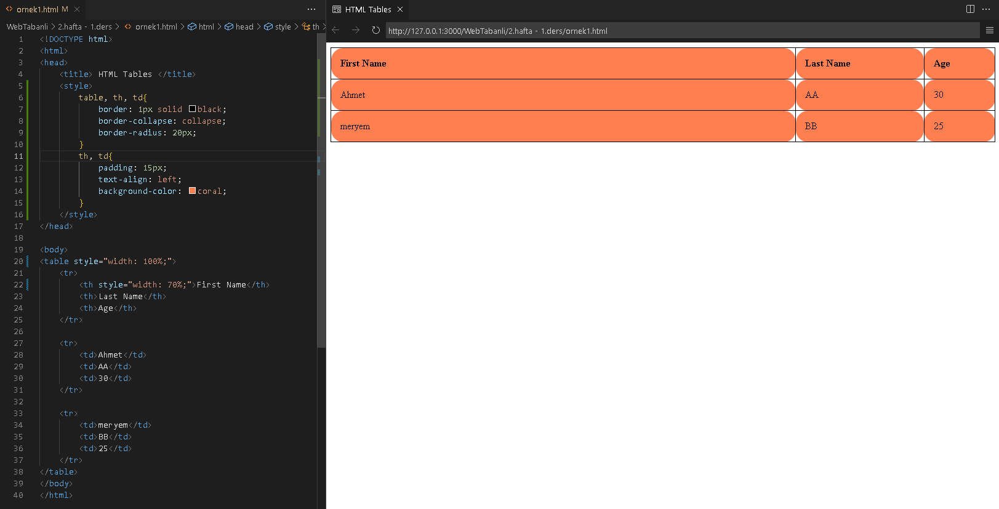 ornek1.html M
WebTabanli > 2.hafta - 1.ders > ornek1.html > html > head > style > th
1 <!DOCTYPE html>
2 <html>
3 <head>
4 <title> HTML Tables </title>
5 <style>
6 table, th, td{
7 border: 1px solid black;
8 border-collapse: collapse;
9 border-radius: 20px;
10 }
11 th, td{
12 padding: 15px;
13 text-align: left;
14 background-color: coral;
15 }
16 </style>
17 </head>
18
19 <body>
20 <table style="width: 100%;">
21 <tr>
22 <th style="width: 70%;">First Name</th>
23 <th>Last Name</th>
24 <th>Age</th>
25 </tr>
26
27 <tr>
28 <td>Ahmet</td>
29 <td>AA</td>
30 <td>30</td>
31 </tr>
32
33 <tr>
34 <td>meryem</td>
35 <td>BB</td>
36 <td>25</td>
37 </tr>
38 </table>
39 </body>
40 </html>
HTML Tables
http://127.0.0.1:3000/WebTabanli/2.hafta - 1.ders/ornek1.html
First Name Last Name Age
Ahmet AA 30
meryem BB 25